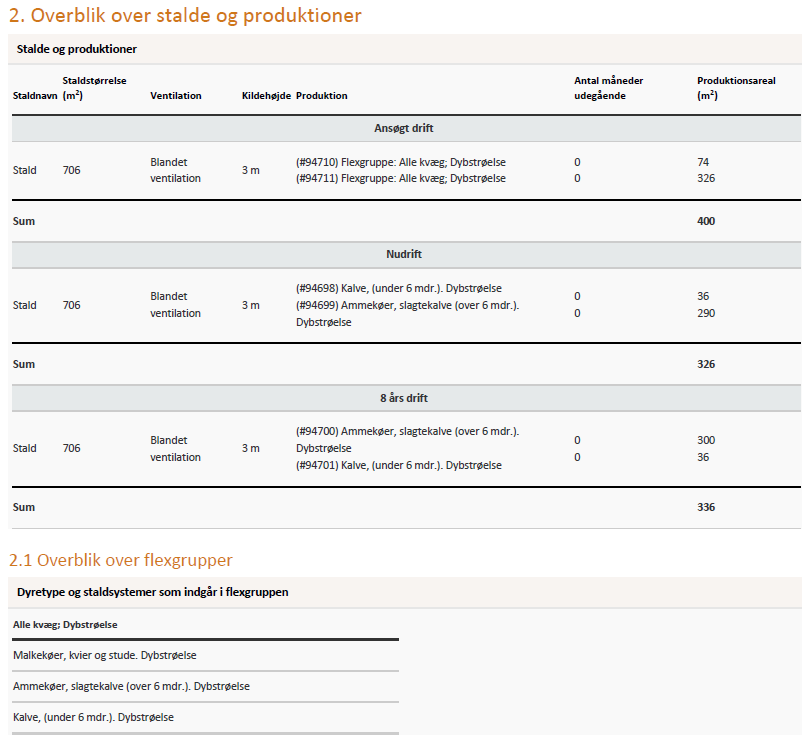 2. Overblik over stalde og produktioner
Stalde og produktioner
Staldnavn Staldstørrelse (m²) Ventilation Kildehøjde Produktion Antal måneder udegående Produktionsareal (m²)
Ansøgt drift
Stald 706 Blandet ventilation 3 m (#94710) Flexgruppe: Alle kvæg; Dybstrøelse 0 74
(#94711) Flexgruppe: Alle kvæg; Dybstrøelse 0 326
Sum 400
Nudrift
Stald 706 Blandet ventilation 3 m (#94698) Kalve, (under 6 mdr.). Dybstrøelse 0 36
(#94699) Ammekøer, slagtekalve (over 6 mdr.). Dybstrøelse 0 290
Sum 326
8 års drift
Stald 706 Blandet ventilation 3 m (#94700) Ammekøer, slagtekalve (over 6 mdr.). Dybstrøelse 0 300
(#94701) Kalve, (under 6 mdr.). Dybstrøelse 0 36
Sum 336
2.1 Overblik over flexgrupper
Dyretype og staldsystemer som indgår i flexgruppen
Alle kvæg; Dybstrøelse
Malkekøer, kvier og stude. Dybstrøelse
Ammekøer, slagtekalve (over 6 mdr.). Dybstrøelse
Kalve, (under 6 mdr.). Dybstrøelse